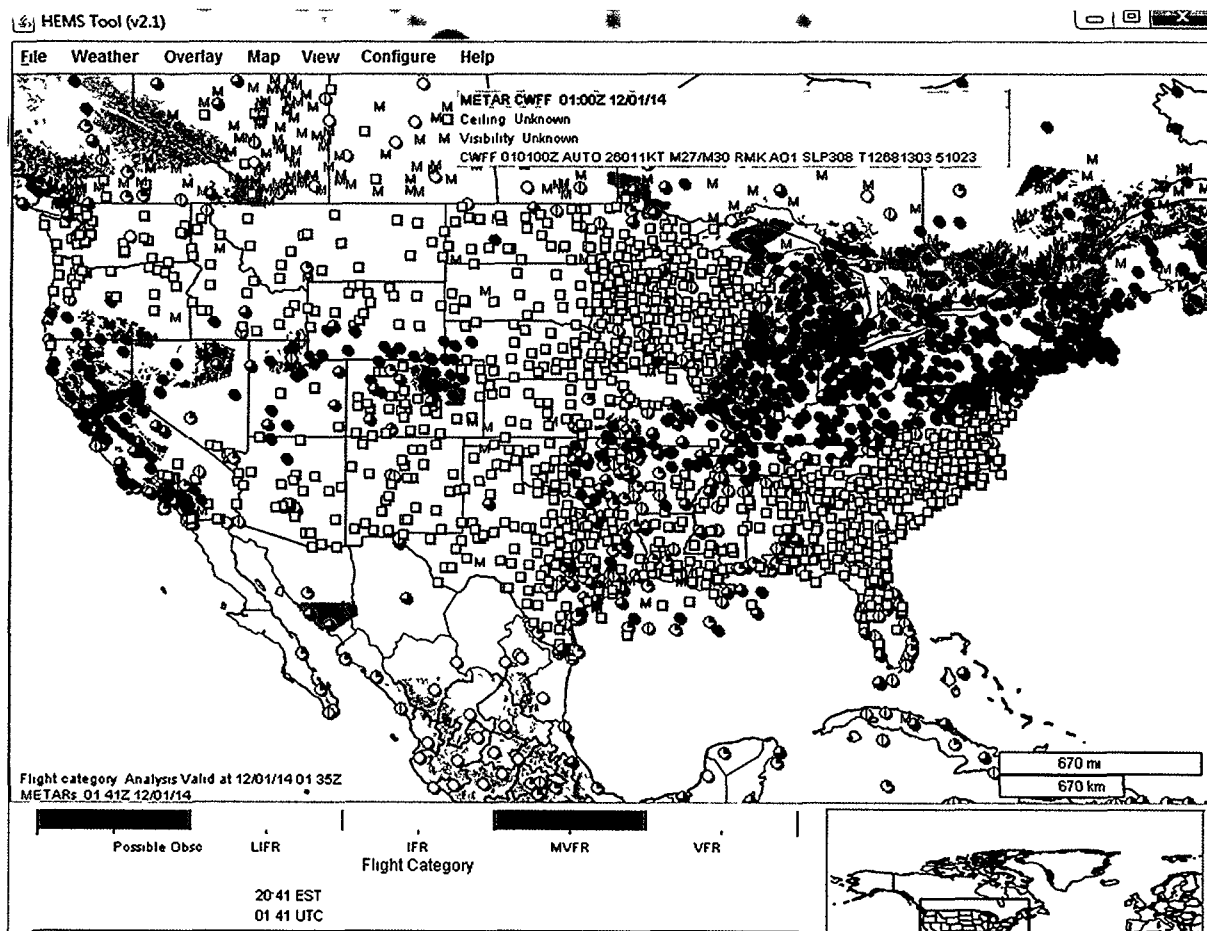 HEMS Tool (v2.1)
File Weather Overlay Map View Configure Help
METAR CWFF 01:00Z 12/01/14
Ceiling Unknown
M Visibility Unknown
CWFF 010100Z AUTO 26011KT M27/M30 RMK AO1 SLP308 T12681303 51023
Flight category Analysis Valid at 12/01/14 01 35Z
METARs 01 41Z 12/01/14
670 mi
670 km
Possible Obsc LIFR IFR MVFR VFR
Flight Category
20:41 EST
01 41 UTC